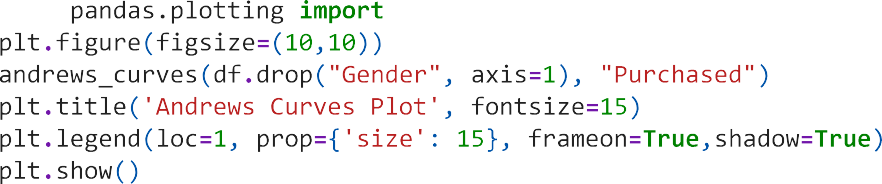 pandas.plotting import
plt.figure(figsize=(10,10))
andrews_curves(df.drop("Gender", axis=1), "Purchased")
plt.title('Andrews Curves Plot', fontsize=15)
plt.legend(loc=1, prop={'size': 15}, frameon=True,shadow=True)
plt.show()